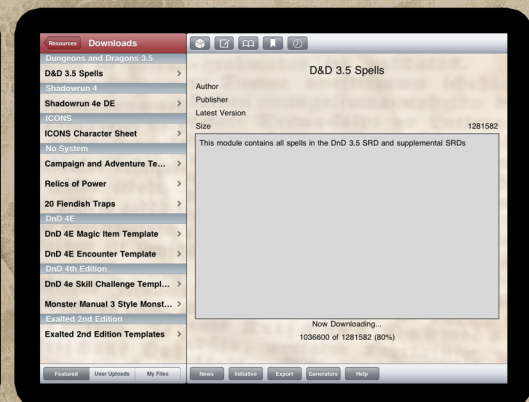 Resources
Downloads
Dungeons and Dragons 3.5
D&D 3.5 Spells
Shadowrun 4
Shadowrun 4e DE
ICONS
ICONS Character Sheet
No System
Campaign and Adventure Te...
Relics of Power
20 Fiendish Traps
DnD 4E
DnD 4E Magic Item Template
DnD 4E Encounter Template
DnD 4th Edition
DnD 4e Skill Challenge Templ...
Monster Manual 3 Style Monst...
Exalted 2nd Edition
Exalted 2nd Edition Templates
Featured
User Uploads
My Files
D&D 3.5 Spells
Author
Publisher
Latest Version
Size 1281582
This module contains all spells in the DnD 3.5 SRD and supplemental SRDs
Now Downloading...
1036600 of 1281582 (80%)
News
Initiative
Export
Generators
Help